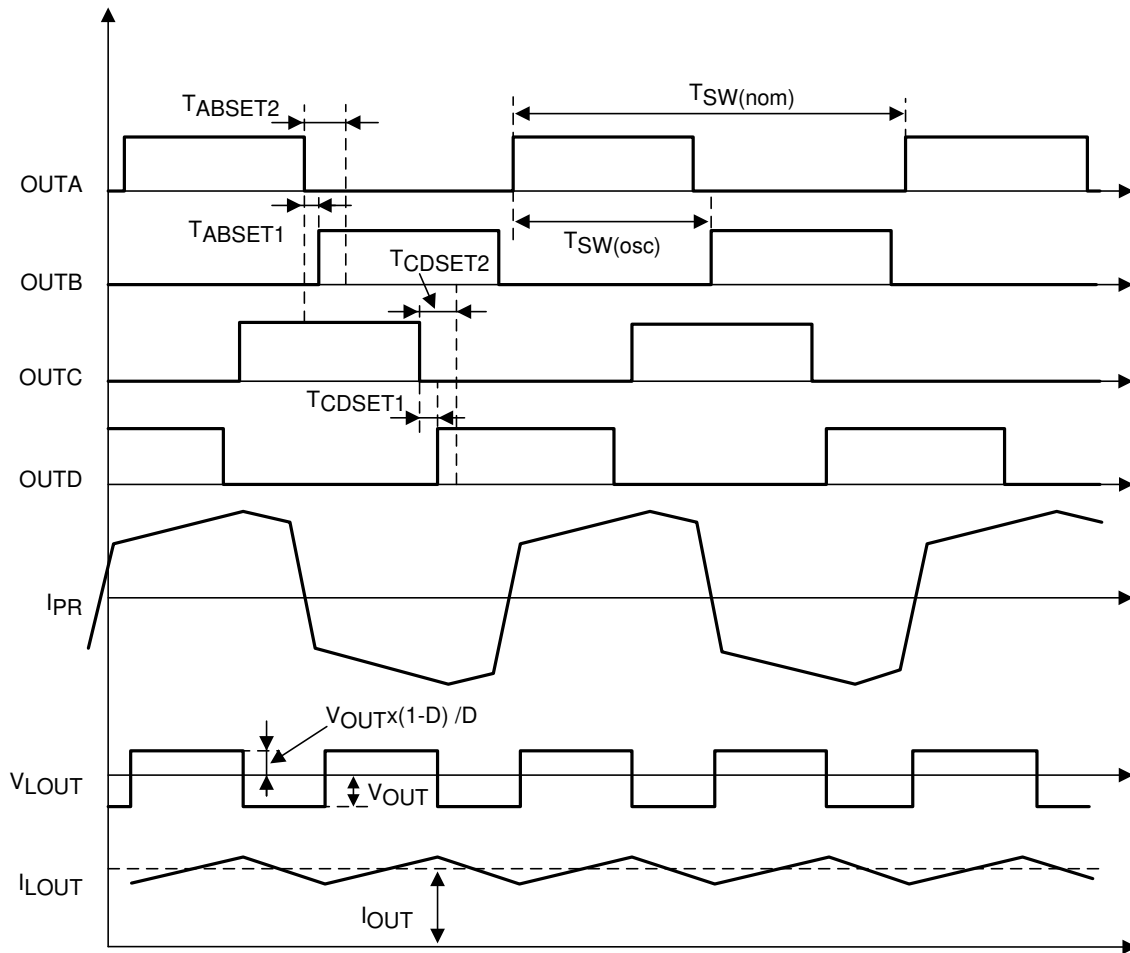 TABSET2
TSW(nom)
OUTA
TABSET1
TSW(osc)
TCDSET2
OUTB
OUTC
TCDSET1
OUTD
IPR
VOUTx(1-D) /D
VLOUT
VOUT
ILOUT
IOUT